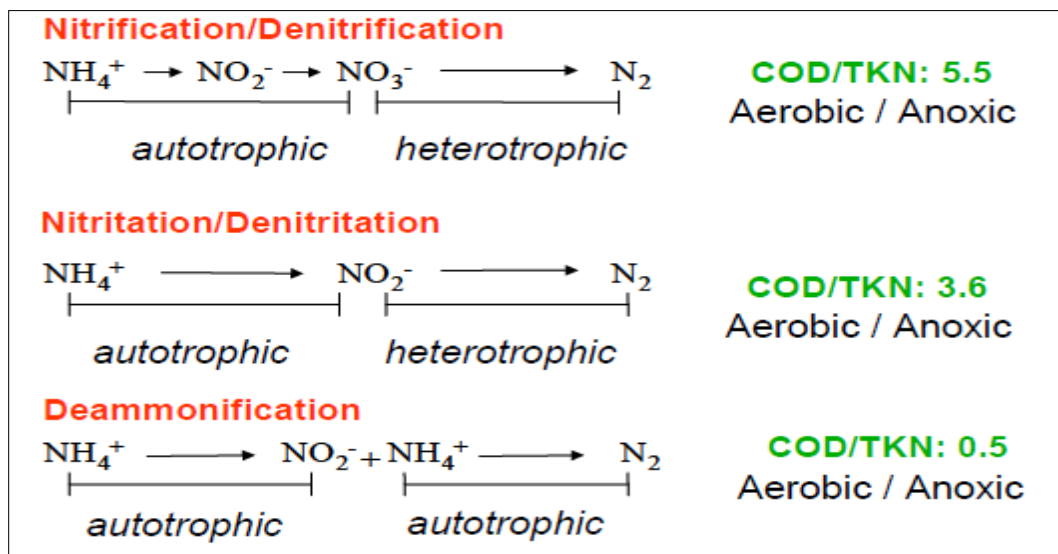 Nitrification/Denitrification
NH₄⁺ → NO₂⁻ → NO₃⁻ → N₂
COD/TKN: 5.5
Aerobic / Anoxic
autotrophic heterotrophic
Nitritation/Denitritation
NH₄⁺ → NO₂⁻ → N₂
COD/TKN: 3.6
Aerobic / Anoxic
autotrophic heterotrophic
Deammonification
NH₄⁺ → NO₂⁻ + NH₄⁺ → N₂
COD/TKN: 0.5
Aerobic / Anoxic
autotrophic autotrophic